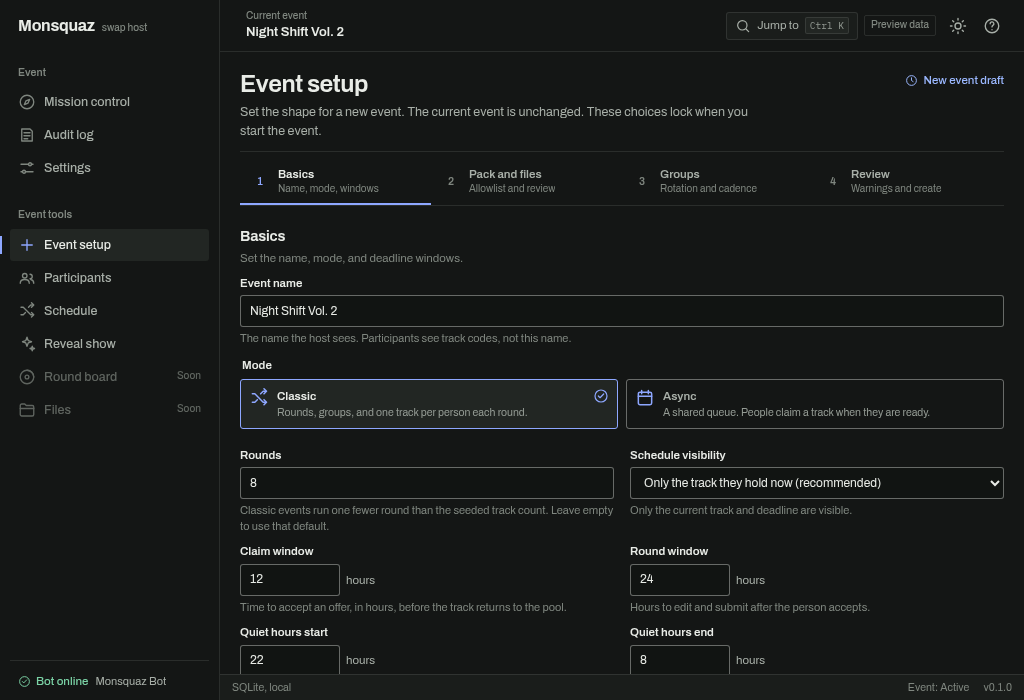 Monsquaz swap host
Current event
Night Shift Vol. 2
Jump to Ctrl K
Preview data
Event
Mission control
Audit log
Settings
Event tools
Event setup
Participants
Schedule
Reveal show
Round board Soon
Files Soon
Bot online Monsquaz Bot
Event setup
New event draft
Set the shape for a new event. The current event is unchanged. These choices lock when you
start the event.
1 Basics
Name, mode, windows
2 Pack and files
Allowlist and review
3 Groups
Rotation and cadence
4 Review
Warnings and create
Basics
Set the name, mode, and deadline windows.
Event name
Night Shift Vol. 2
The name the host sees. Participants see track codes, not this name.
Mode
Classic
Rounds, groups, and one track per person each round.
Async
A shared queue. People claim a track when they are ready.
Rounds
8
Classic events run one fewer round than the seeded track count. Leave empty
to use that default.
Schedule visibility
Only the track they hold now (recommended)
Only the current track and deadline are visible.
Claim window
12 hours
Time to accept an offer, in hours, before the track returns to the pool.
Round window
24 hours
Hours to edit and submit after the person accepts.
Quiet hours start
22 hours
Quiet hours end
8 hours
SQLite, local
Event: Active v0.1.0